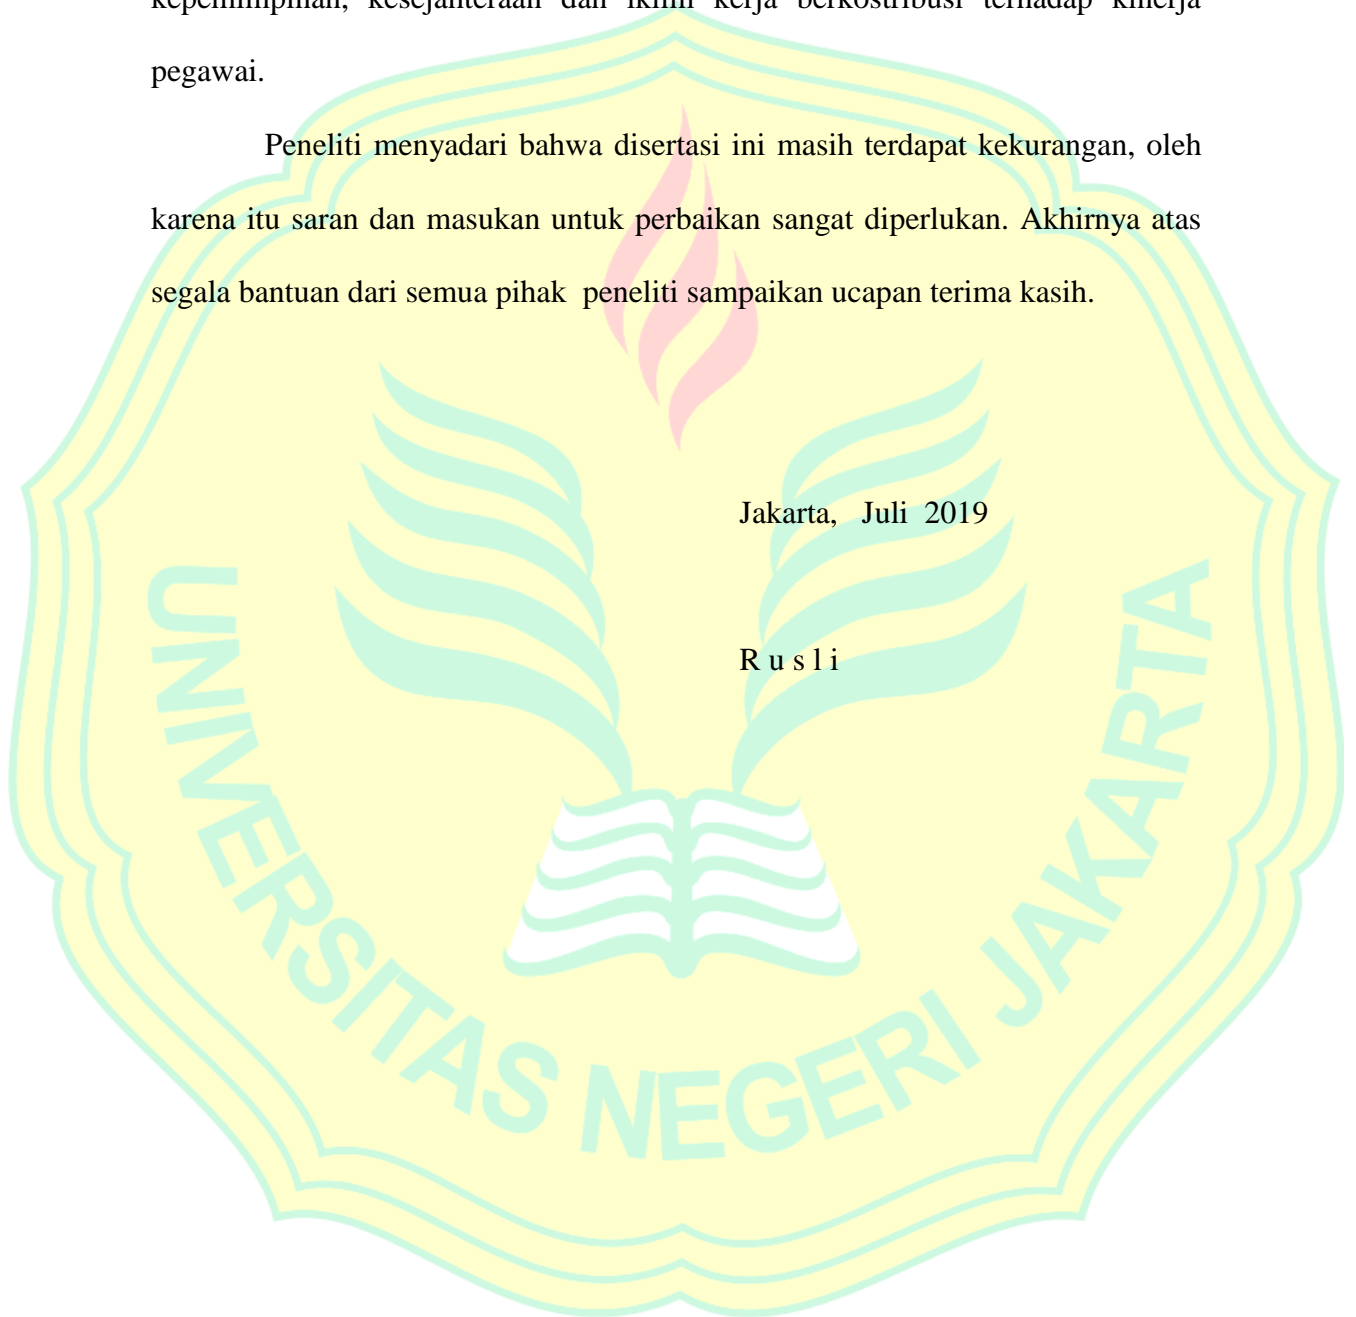 kepemimpinan, kesejahteraan dan iklim kerja berkostribusi terhadap kinerja
pegawai.
Peneliti menyadari bahwa disertasi ini masih terdapat kekurangan, oleh
karena itu saran dan masukan untuk perbaikan sangat diperlukan. Akhirnya atas
segala bantuan dari semua pihak peneliti sampaikan ucapan terima kasih.
Jakarta, Juli 2019
R u s l i
UNIVERSITAS NEGERI JAKARTA